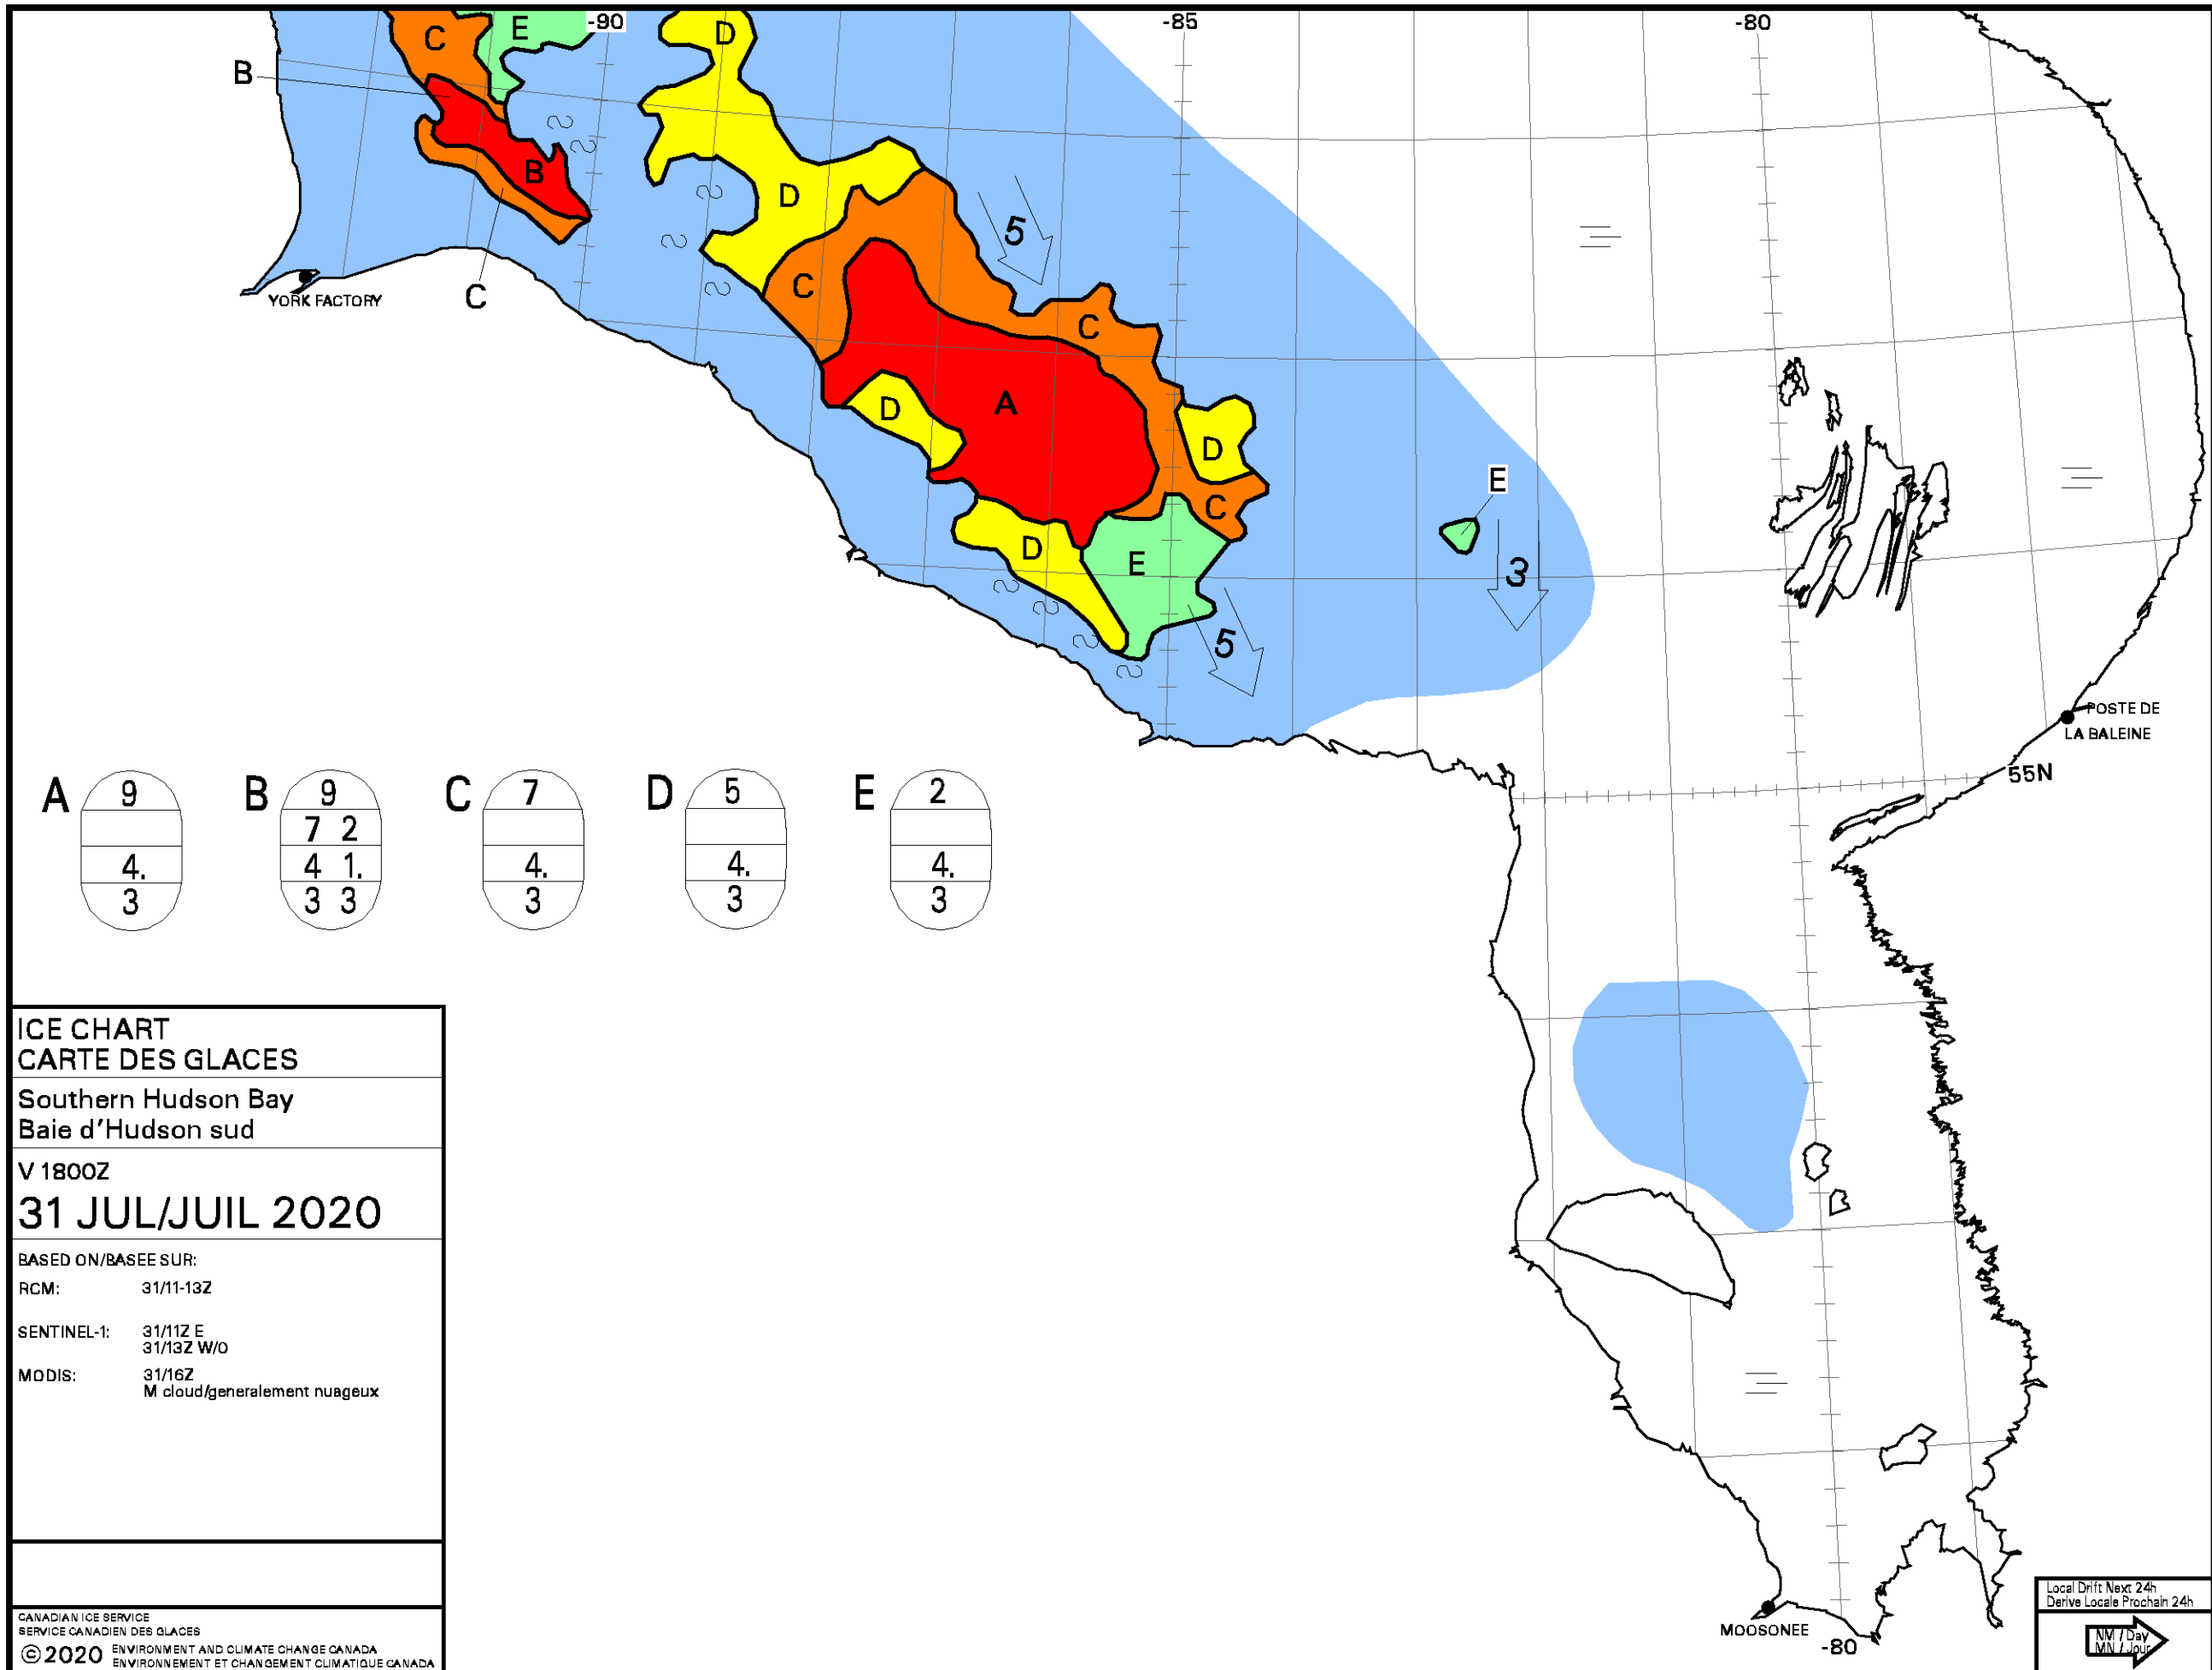 -90
-85
-80
C
E
D
B
B
D
5
YORK FACTORY
C
C
C
D
A
D
E
C
D
E
3
5
POSTE DE
LA BALEINE
55N
A
9
4.
3
B
9
7 2
4 1.
3 3
C
7
4.
3
D
5
4.
3
E
2
4.
3
ICE CHART
CARTE DES GLACES
Southern Hudson Bay
Baie d'Hudson sud
V 1800Z
31 JUL/JUIL 2020
BASED ON/BASEE SUR:
RCM: 31/11-13Z
SENTINEL-1: 31/11Z E
31/13Z W/O
MODIS: 31/16Z
M cloud/generalement nuageux
CANADIAN ICE SERVICE
SERVICE CANADIEN DES GLACES
©2020 ENVIRONMENT AND CLIMATE CHANGE CANADA
ENVIRONNEMENT ET CHANGEMENT CLIMATIQUE CANADA
MOOSONEE
-80
Local Drift Next 24h
Derive Locale Prochain 24h
NM / Day
MN / Jour